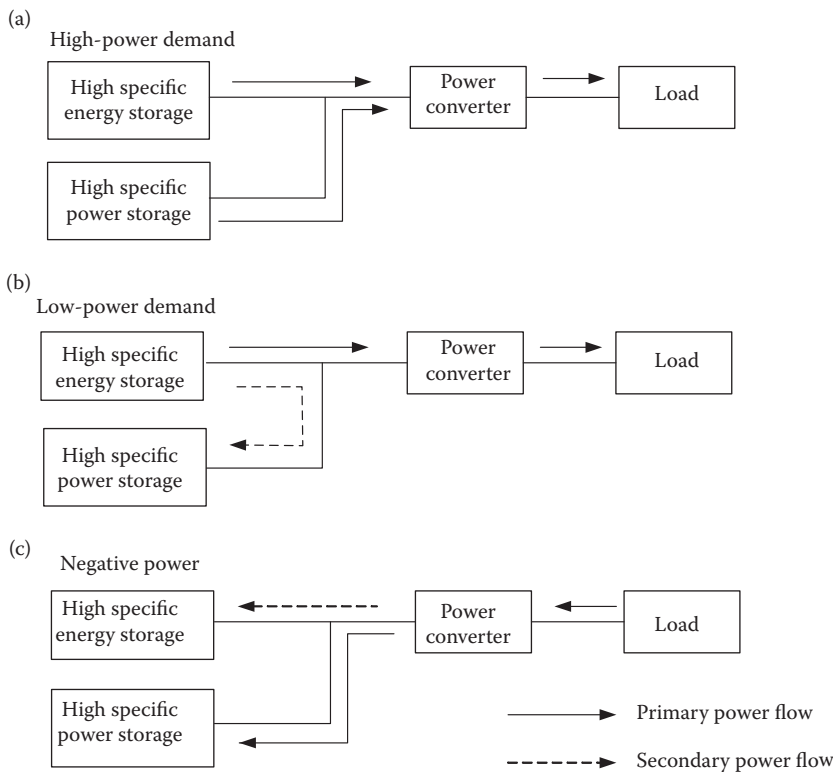 (a)
High-power demand
High specific
energy storage
Power
converter
Load
High specific
power storage
(b)
Low-power demand
High specific
energy storage
Power
converter
Load
High specific
power storage
(c)
Negative power
High specific
energy storage
Power
converter
Load
High specific
power storage
Primary power flow
Secondary power flow